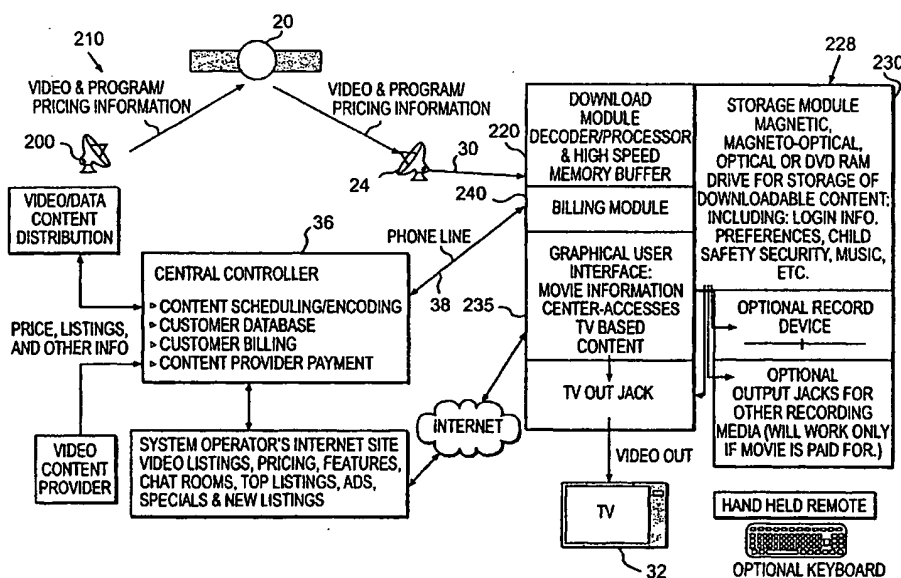 210
20
VIDEO & PROGRAM/
PRICING INFORMATION
VIDEO & PROGRAM/
PRICING INFORMATION
200
24
30
VIDEO/DATA
CONTENT
DISTRIBUTION
36
CENTRAL CONTROLLER
CONTENT SCHEDULING/ENCODING
CUSTOMER DATABASE
CUSTOMER BILLING
CONTENT PROVIDER PAYMENT
PRICE, LISTINGS,
AND OTHER INFO
VIDEO
CONTENT
PROVIDER
SYSTEM OPERATOR'S INTERNET SITE
VIDEO LISTINGS, PRICING, FEATURES,
CHAT ROOMS, TOP LISTINGS, ADS,
SPECIALS & NEW LISTINGS
INTERNET
PHONE LINE
38
220
240
235
DOWNLOAD
MODULE
DECODER/PROCESSOR
& HIGH SPEED
MEMORY BUFFER
BILLING MODULE
GRAPHICAL USER
INTERFACE:
MOVIE INFORMATION
CENTER-ACCESSES
TV BASED
CONTENT
TV OUT JACK
VIDEO OUT
TV
32
228
230
STORAGE MODULE
MAGNETIC,
MAGNETO-OPTICAL,
OPTICAL OR DVD RAM
DRIVE FOR STORAGE OF
DOWNLOADABLE CONTENT:
INCLUDING: LOGIN INFO.
PREFERENCES, CHILD
SAFETY SECURITY, MUSIC,
ETC.
OPTIONAL RECORD
DEVICE
OPTIONAL
OUTPUT JACKS FOR
OTHER RECORDING
MEDIA (WILL WORK ONLY
IF MOVIE IS PAID FOR.)
HAND HELD REMOTE
OPTIONAL KEYBOARD